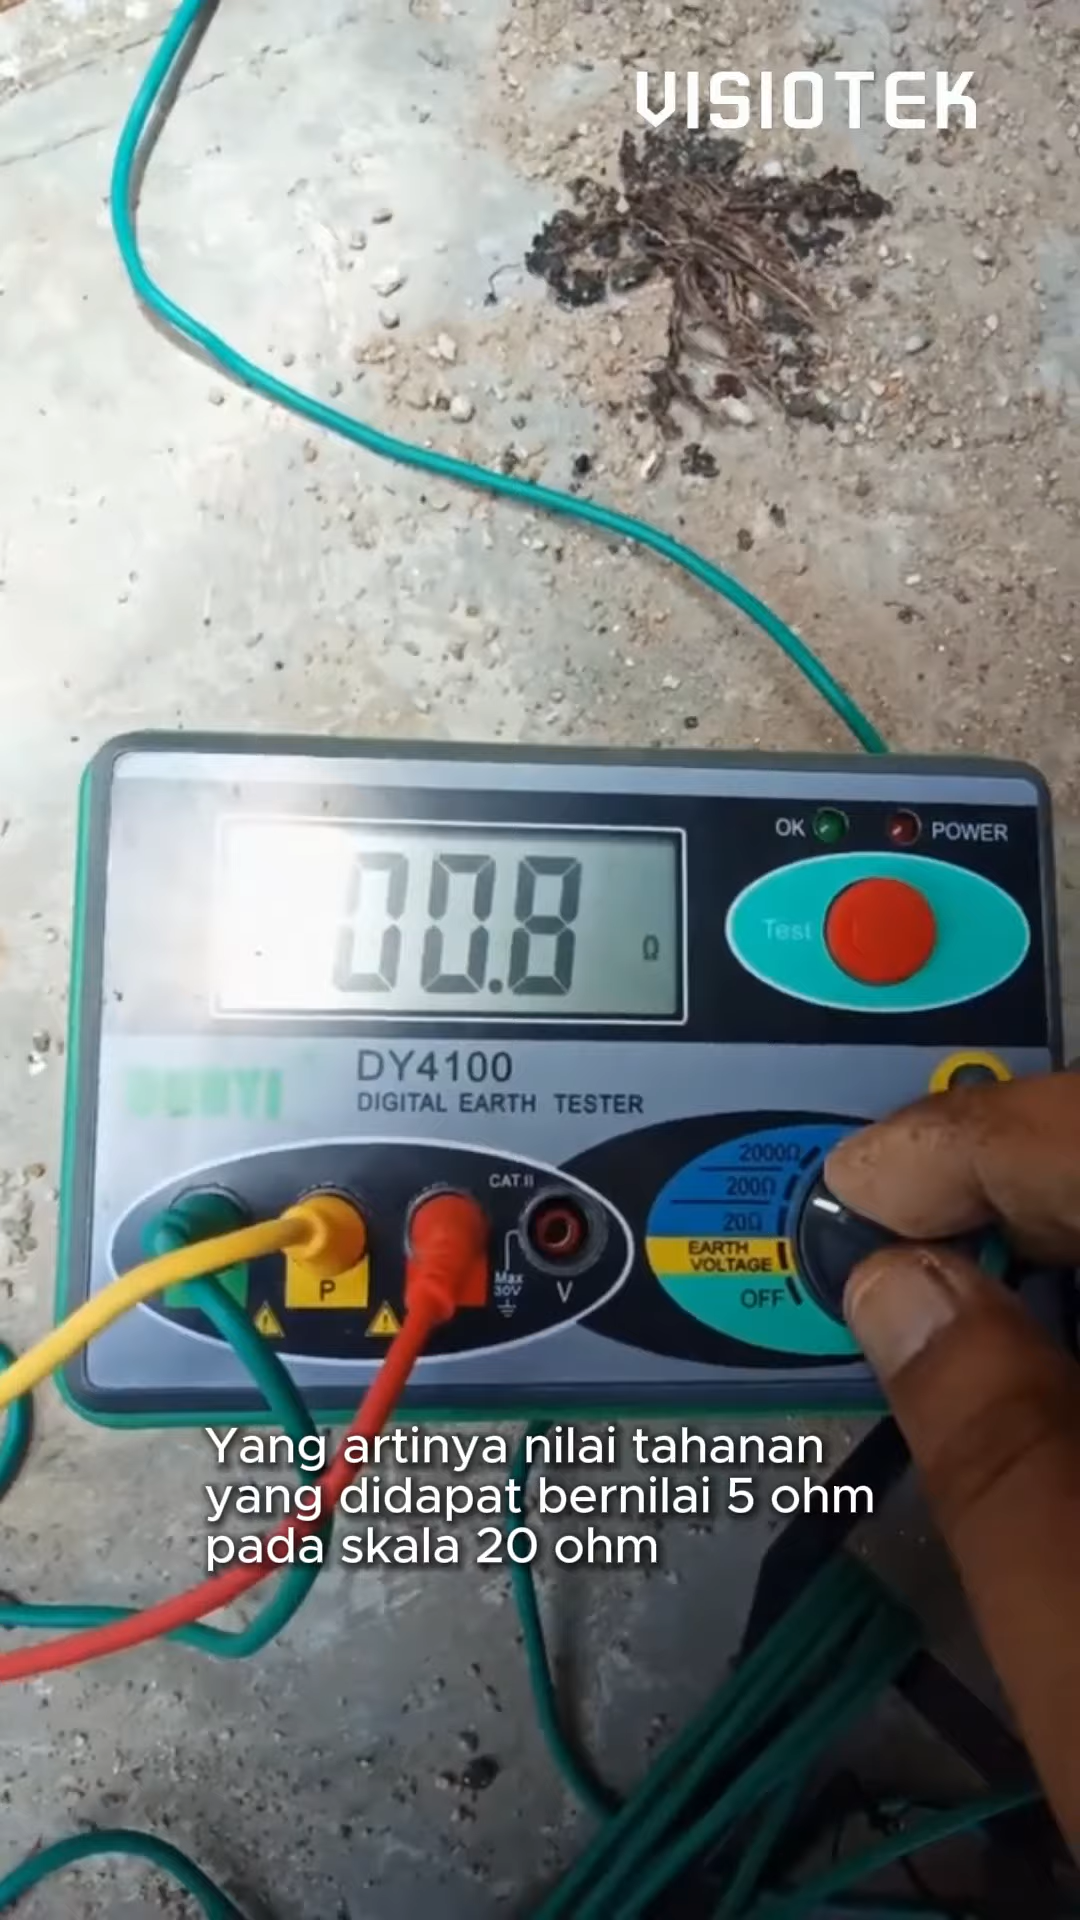 VISIOTEK
OK
POWER
00.8 Ω
Test
DY4100
DIGITAL EARTH TESTER
2000Ω
CAT.II
200Ω
20Ω
EARTH
VOLTAGE
P
Max
30V
V
OFF
Yang artinya nilai tahanan
yang didapat bernilai 5 ohm
pada skala 20 ohm